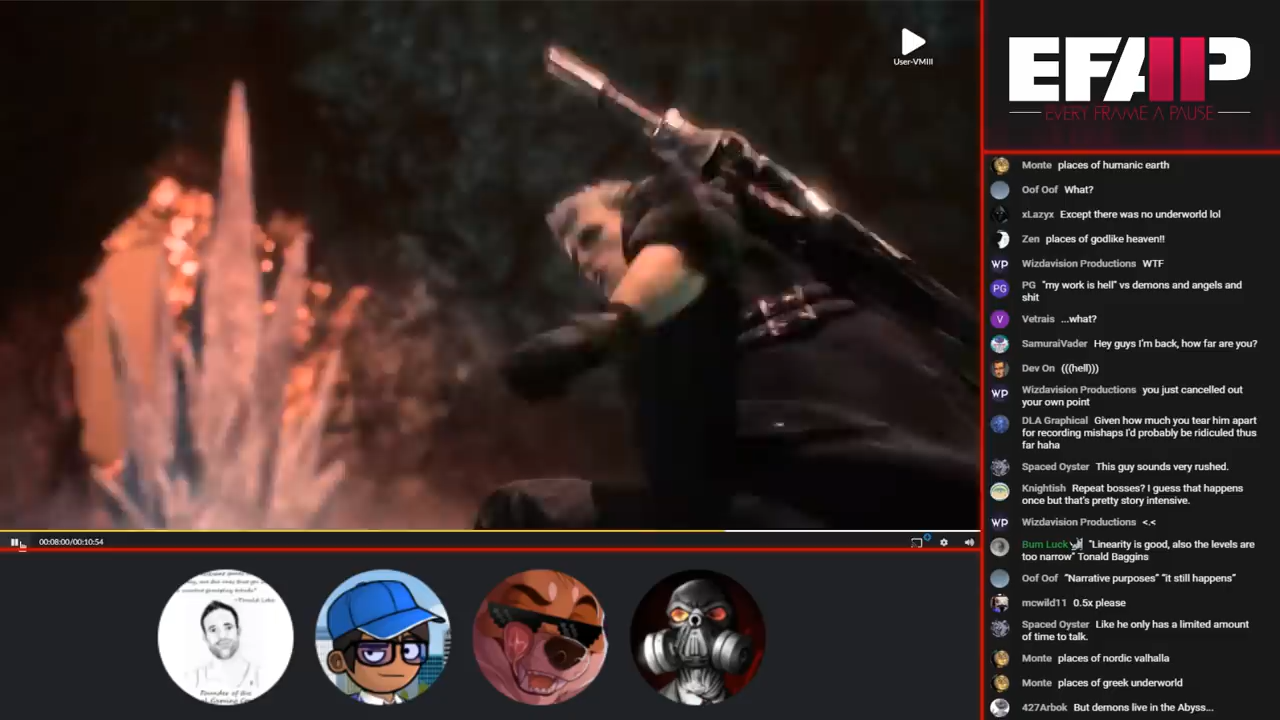 User-VMIII
EFAP
EVERY FRAME A PAUSE
Monte places of humanic earth
Oof Oof What?
xLazyx Except there was no underworld lol
Zen places of godlike heaven!!
WP Wizdavision Productions WTF
PG PG "my work is hell" vs demons and angels and
shit
V Vetrais ...what?
SamuraiVader Hey guys I'm back, how far are you?
Dev On (((hell)))
WP Wizdavision Productions you just cancelled out
your own point
DLA Graphical Given how much you tear him apart
for recording mishaps I'd probably be ridiculed thus
far haha
Spaced Oyster This guy sounds very rushed.
Knightish Repeat bosses? I guess that happens
once but that's pretty story intensive.
WP Wizdavision Productions <.<
Bum Luck "Linearity is good, also the levels are
too narrow" Tonald Baggins
Oof Oof "Narrative purposes" "it still happens"
mcwild11 0.5x please
Spaced Oyster Like he only has a limited amount
of time to talk.
Monte places of nordic valhalla
Monte places of greek underworld
427Arbok But demons live in the Abyss...
00:08:00/00:10:54
Founder of